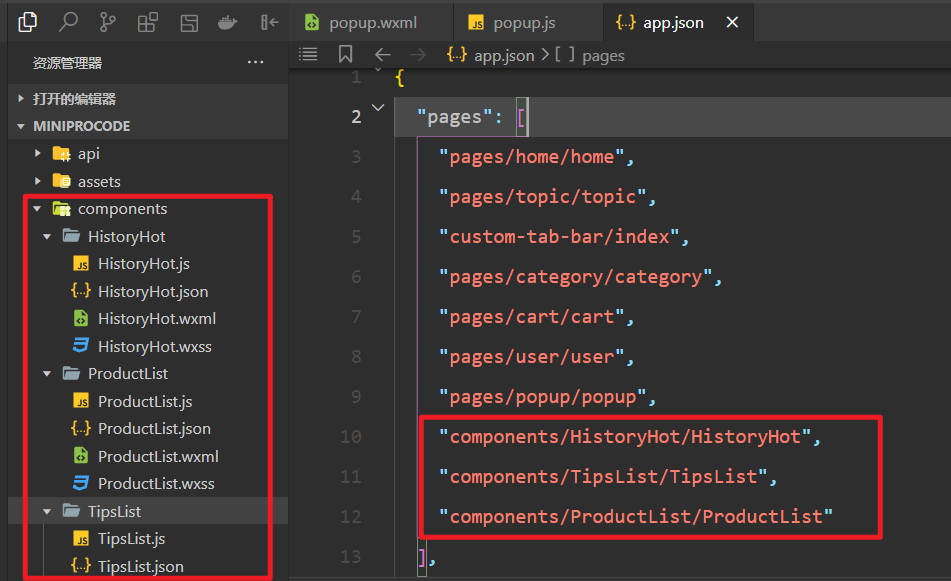 popup.wxml
popup.js
app.json
资源管理器
app.json > [ ] pages
打开的编辑器
MINIPROCODE
api
assets
components
HistoryHot
HistoryHot.js
HistoryHot.json
HistoryHot.wxml
HistoryHot.wxss
ProductList
ProductList.js
ProductList.json
ProductList.wxml
ProductList.wxss
TipsList
TipsList.js
TipsList.json
1 {
2 "pages": [
3 "pages/home/home",
4 "pages/topic/topic",
5 "custom-tab-bar/index",
6 "pages/category/category",
7 "pages/cart/cart",
8 "pages/user/user",
9 "pages/popup/popup",
10 "components/HistoryHot/HistoryHot",
11 "components/TipsList/TipsList",
12 "components/ProductList/ProductList"
13 ],